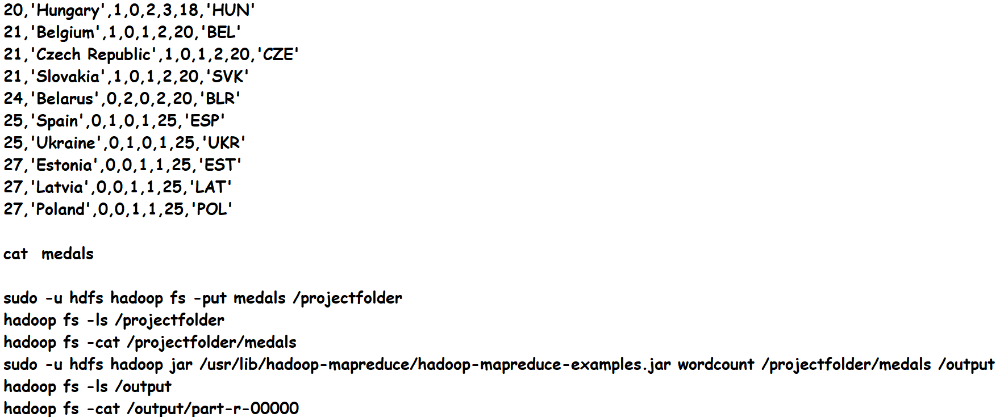 20,'Hungary',1,0,2,3,18,'HUN'
21,'Belgium',1,0,1,2,20,'BEL'
21,'Czech Republic',1,0,1,2,20,'CZE'
21,'Slovakia',1,0,1,2,20,'SVK'
24,'Belarus',0,2,0,2,20,'BLR'
25,'Spain',0,1,0,1,25,'ESP'
25,'Ukraine',0,1,0,1,25,'UKR'
27,'Estonia',0,0,1,1,25,'EST'
27,'Latvia',0,0,1,1,25,'LAT'
27,'Poland',0,0,1,1,25,'POL'
cat  medals
sudo -u hdfs hadoop fs -put medals /projectfolder
hadoop fs -ls /projectfolder
hadoop fs -cat /projectfolder/medals
sudo -u hdfs hadoop jar /usr/lib/hadoop-mapreduce/hadoop-mapreduce-examples.jar wordcount /projectfolder/medals /output
hadoop fs -ls /output
hadoop fs -cat /output/part-r-00000